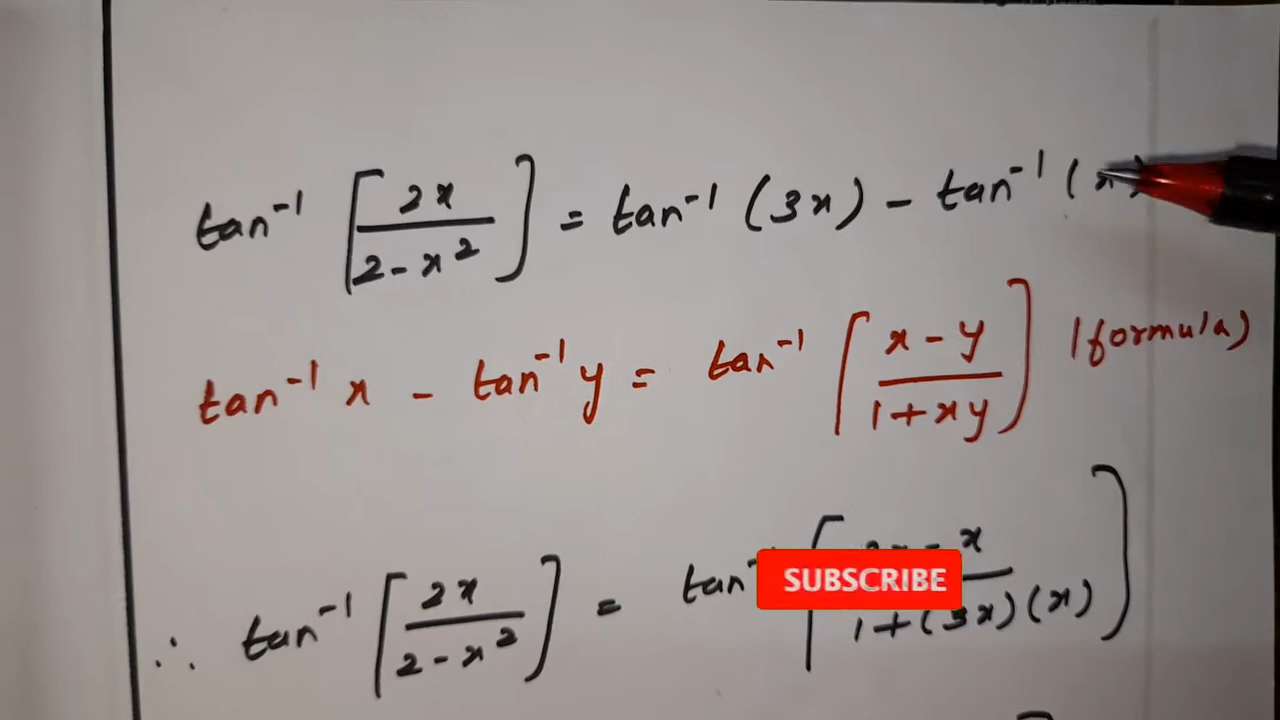 tan⁻¹ [2x / 2-x²] = tan⁻¹ (3x) - tan⁻¹ (x)
tan⁻¹ x - tan⁻¹ y = tan⁻¹ [x-y / 1+xy] (formula)
∴ tan⁻¹ [2x / 2-x²] = tan⁻ [ - x / 1+(3x)(x)]
SUBSCRIBE